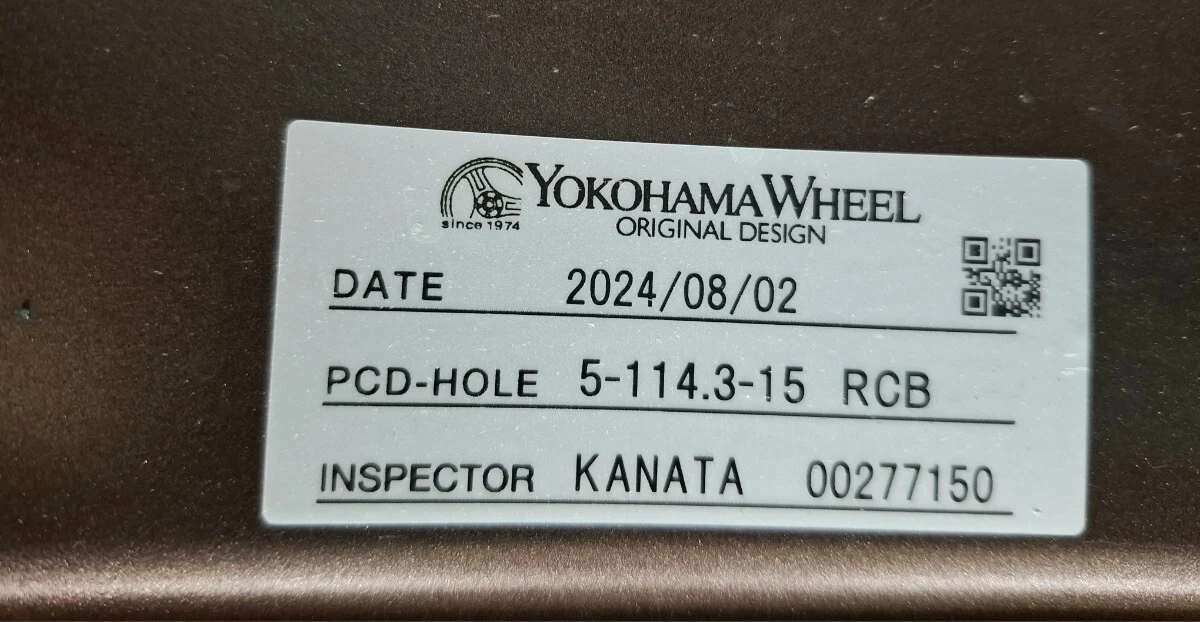 YOKOHAMA WHEEL
since 1974
ORIGINAL DESIGN
DATE 2024/08/02
PCD-HOLE 5-114.3-15 RCB
INSPECTOR KANATA 00277150